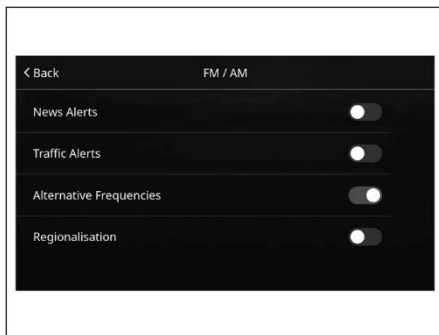 < Back
FM / AM
News Alerts
Traffic Alerts
Alternative Frequencies
Regionalisation